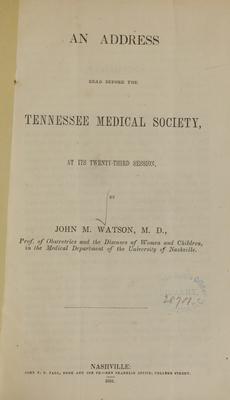 AN ADDRESS
READ BEFORE THE
TENNESSEE MEDICAL SOCIETY,
AT ITS TWENTY-THIRD SESSION,
BY
JOHN M. WATSON, M. D.,
Prof. of Obstetrics and the Diseases of Women and Children,
in the Medical Department of the University of Nashville.
NASHVILLE: